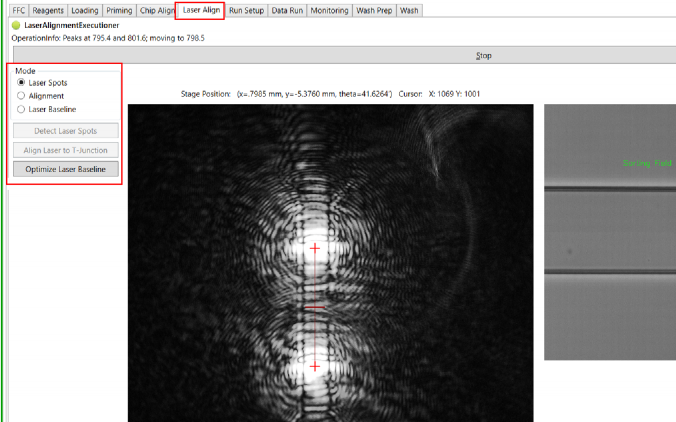 FFC Reagents Loading Priming Chip Align Laser Align Run Setup Data Run Monitoring Wash Prep Wash
LaserAlignmentExecutioner
OperationInfo: Peaks at 795.4 and 801.6; moving to 798.5
Stop
Mode
Laser Spots
Alignment
Laser Baseline
Detect Laser Spots
Align Laser to T-Junction
Optimize Laser Baseline
Stage Position: (x=.7985 mm, y=-5.3760 mm, theta=41.6264') Cursor: X: 1069 Y: 1001
Sorting Field